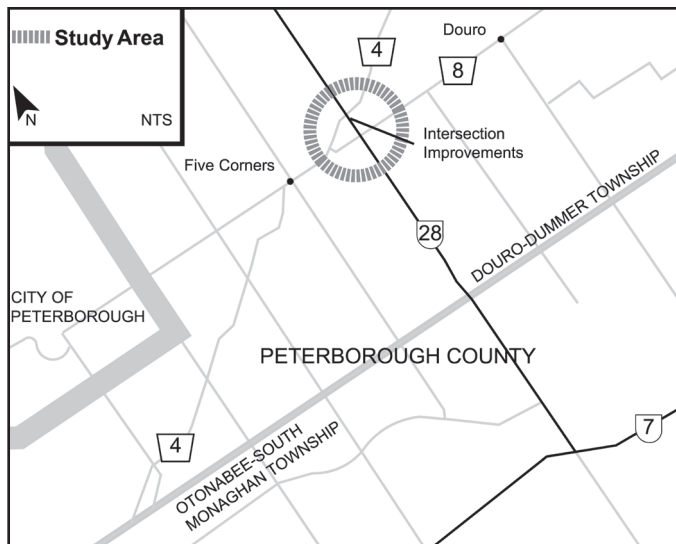 Study Area
N
NTS
4
Douro
8
Intersection
Improvements
Five Corners
28
DOURO-DUMMER TOWNSHIP
CITY OF
PETERBOROUGH
PETERBOROUGH COUNTY
7
4
OTONABEE-SOUTH
MONAGHAN TOWNSHIP